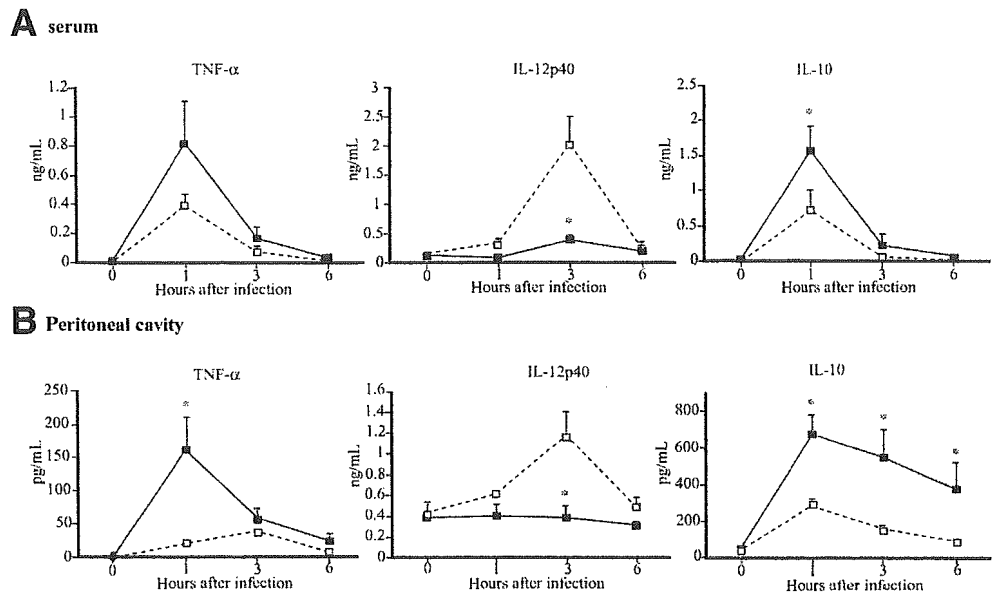 A serum
TNF-α
IL-12p40
IL-10
ng/mL
1.2
1
0.8
0.6
0.4
0.2
0
0 1 3 6
Hours after infection
ng/mL
3
2.5
2
1.5
1
0.5
0
0 1 3 6
Hours after infection
ng/mL
2.5
2
1.5
1
0.5
0
*
*
0 1 3 6
Hours after infection
B Peritoneal cavity
TNF-α
IL-12p40
IL-10
pg/mL
250
200
150
100
50
0
*
0 1 3 6
Hours after infection
ng/mL
1.6
1.4
1.2
1
0.8
0.6
0.4
0.2
0
*
0 1 3 6
Hours after infection
pg/mL
800
600
400
200
0
* * *
0 1 3 6
Hours after infection